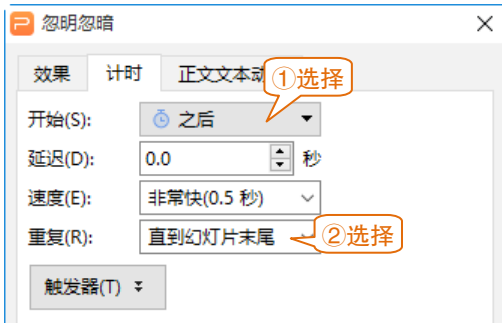 忽明忽暗
效果 计时 正文文本动
①选择
开始(S): 之后
延迟(D): 0.0 秒
速度(E): 非常快(0.5 秒)
重复(R): 直到幻灯片末尾 ②选择
触发器(T)